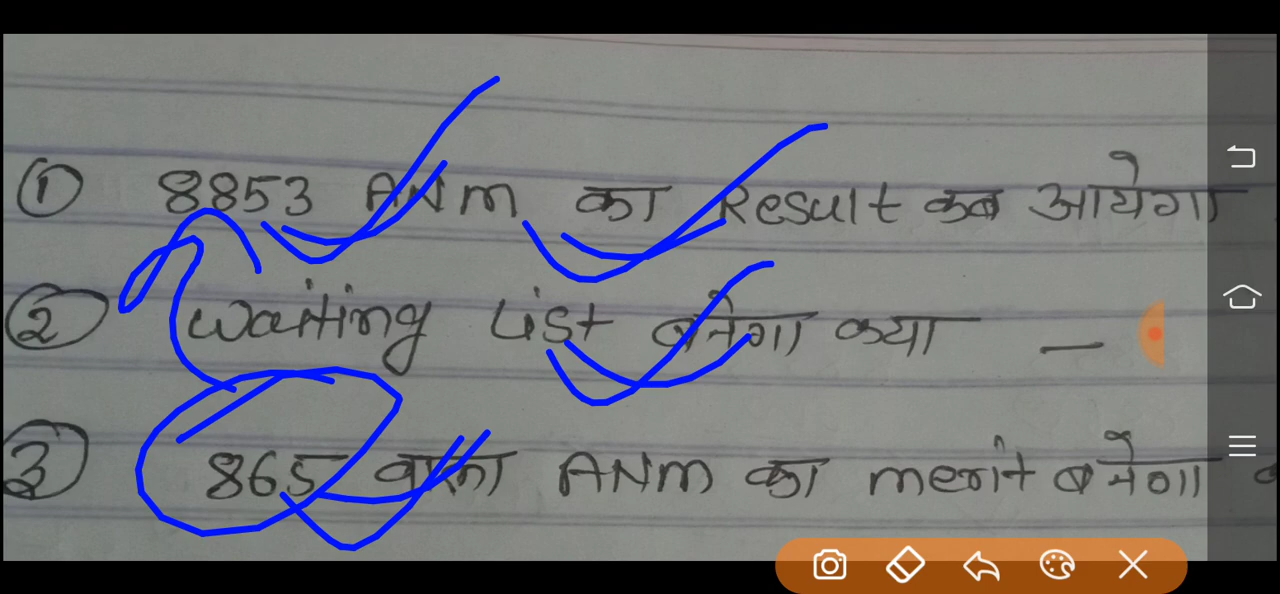 ① 8853 ANM का Result कब आयेगा
② Waiting List बनेगा क्या —
③ 865 वाला ANM का merit बनेगा